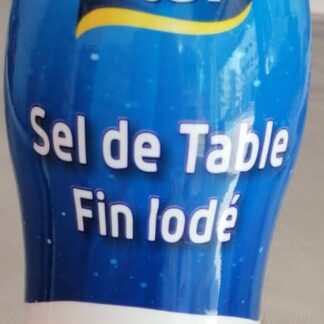 Sel de Table
Fin Iodé